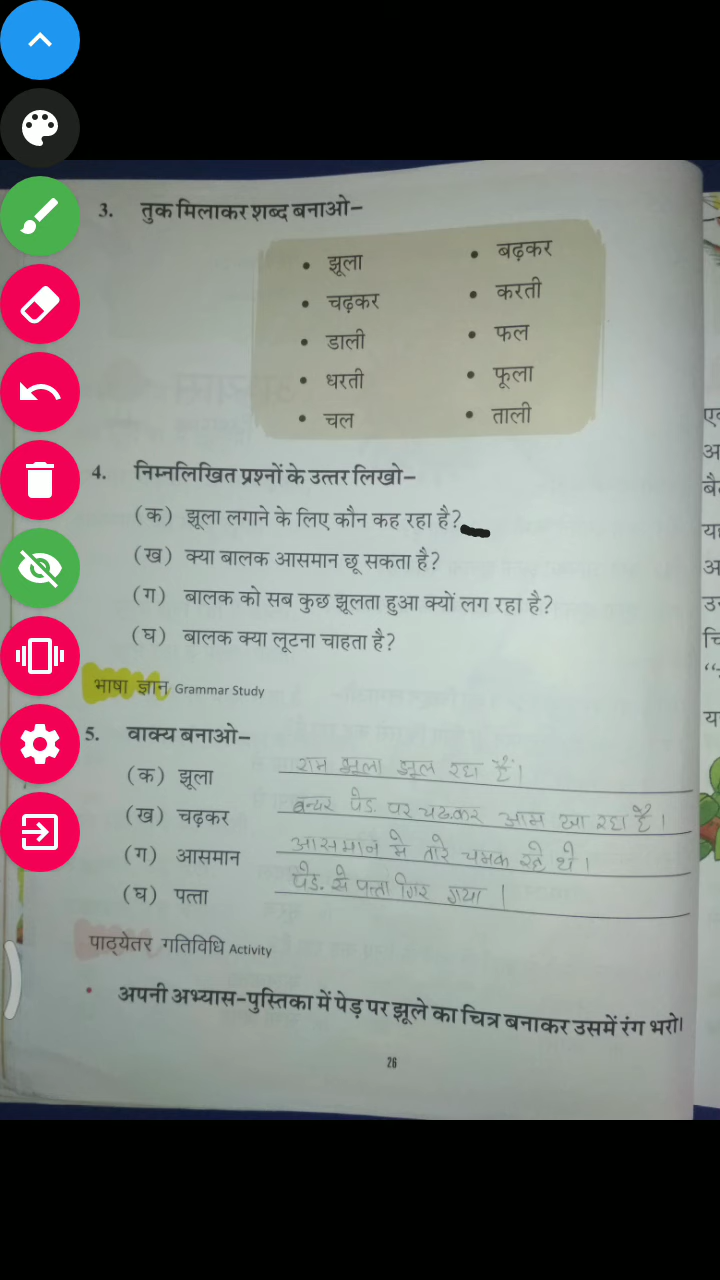 3. तुक मिलाकर शब्द बनाओ–
• झूला • बढ़कर
• चढ़कर • करती
• डाली • फल
• धरती • फूला
• चल • ताली
4. निम्नलिखित प्रश्नों के उत्तर लिखो–
(क) झूला लगाने के लिए कौन कह रहा है?
(ख) क्या बालक आसमान छू सकता है?
(ग) बालक को सब कुछ झूलता हुआ क्यों लग रहा है?
(घ) बालक क्या लूटना चाहता है?
भाषा ज्ञान Grammar Study
5. वाक्य बनाओ–
(क) झूला राम झूला झूल रहा है।
(ख) चढ़कर बन्दर पेड़ पर चढ़कर आम खा रहा है।
(ग) आसमान आसमान मे तारे चमक रहे थे।
(घ) पत्ता पेड़ से पत्ता गिर गया।
पाठ्येतर गतिविधि Activity
• अपनी अभ्यास-पुस्तिका में पेड़ पर झूले का चित्र बनाकर उसमें रंग भरो।
26